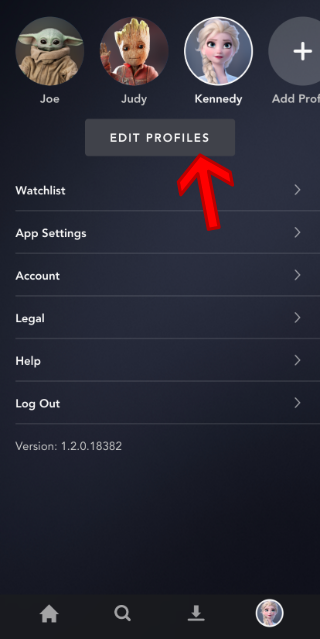 Joe Judy Kennedy Add Prof
EDIT PROFILES
Watchlist
App Settings
Account
Legal
Help
Log Out
Version: 1.2.0.18382